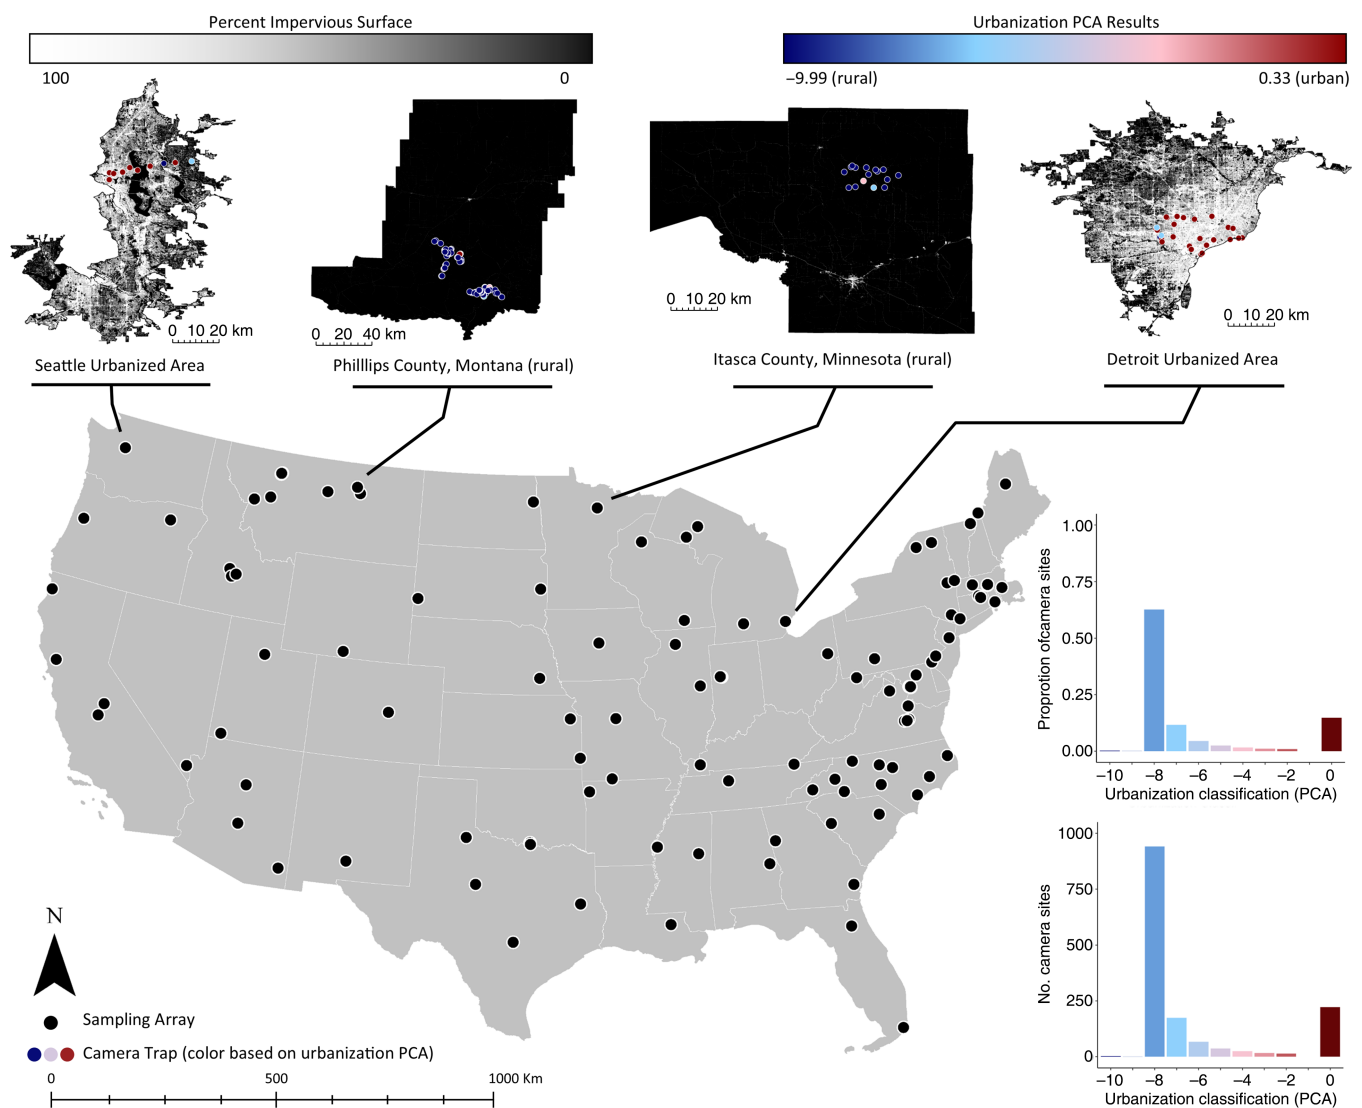 Percent Impervious Surface
100 0
Urbanization PCA Results
−9.99 (rural) 0.33 (urban)
0 10 20 km
0 20 40 km
0 10 20 km
0 10 20 km
Seattle Urbanized Area
Philllips County, Montana (rural)
Itasca County, Minnesota (rural)
Detroit Urbanized Area
Proprotion ofcamera sites
1.00
0.75
0.50
0.25
0.00
−10 −8 −6 −4 −2 0
Urbanization classification (PCA)
No. camera sites
1000
750
500
250
0
−10 −8 −6 −4 −2 0
Urbanization classification (PCA)
N
Sampling Array
Camera Trap (color based on urbanization PCA)
0 500 1000 Km